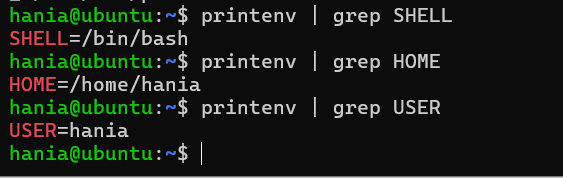 hania@ubuntu:~$ printenv | grep SHELL
SHELL=/bin/bash
hania@ubuntu:~$ printenv | grep HOME
HOME=/home/hania
hania@ubuntu:~$ printenv | grep USER
USER=hania
hania@ubuntu:~$